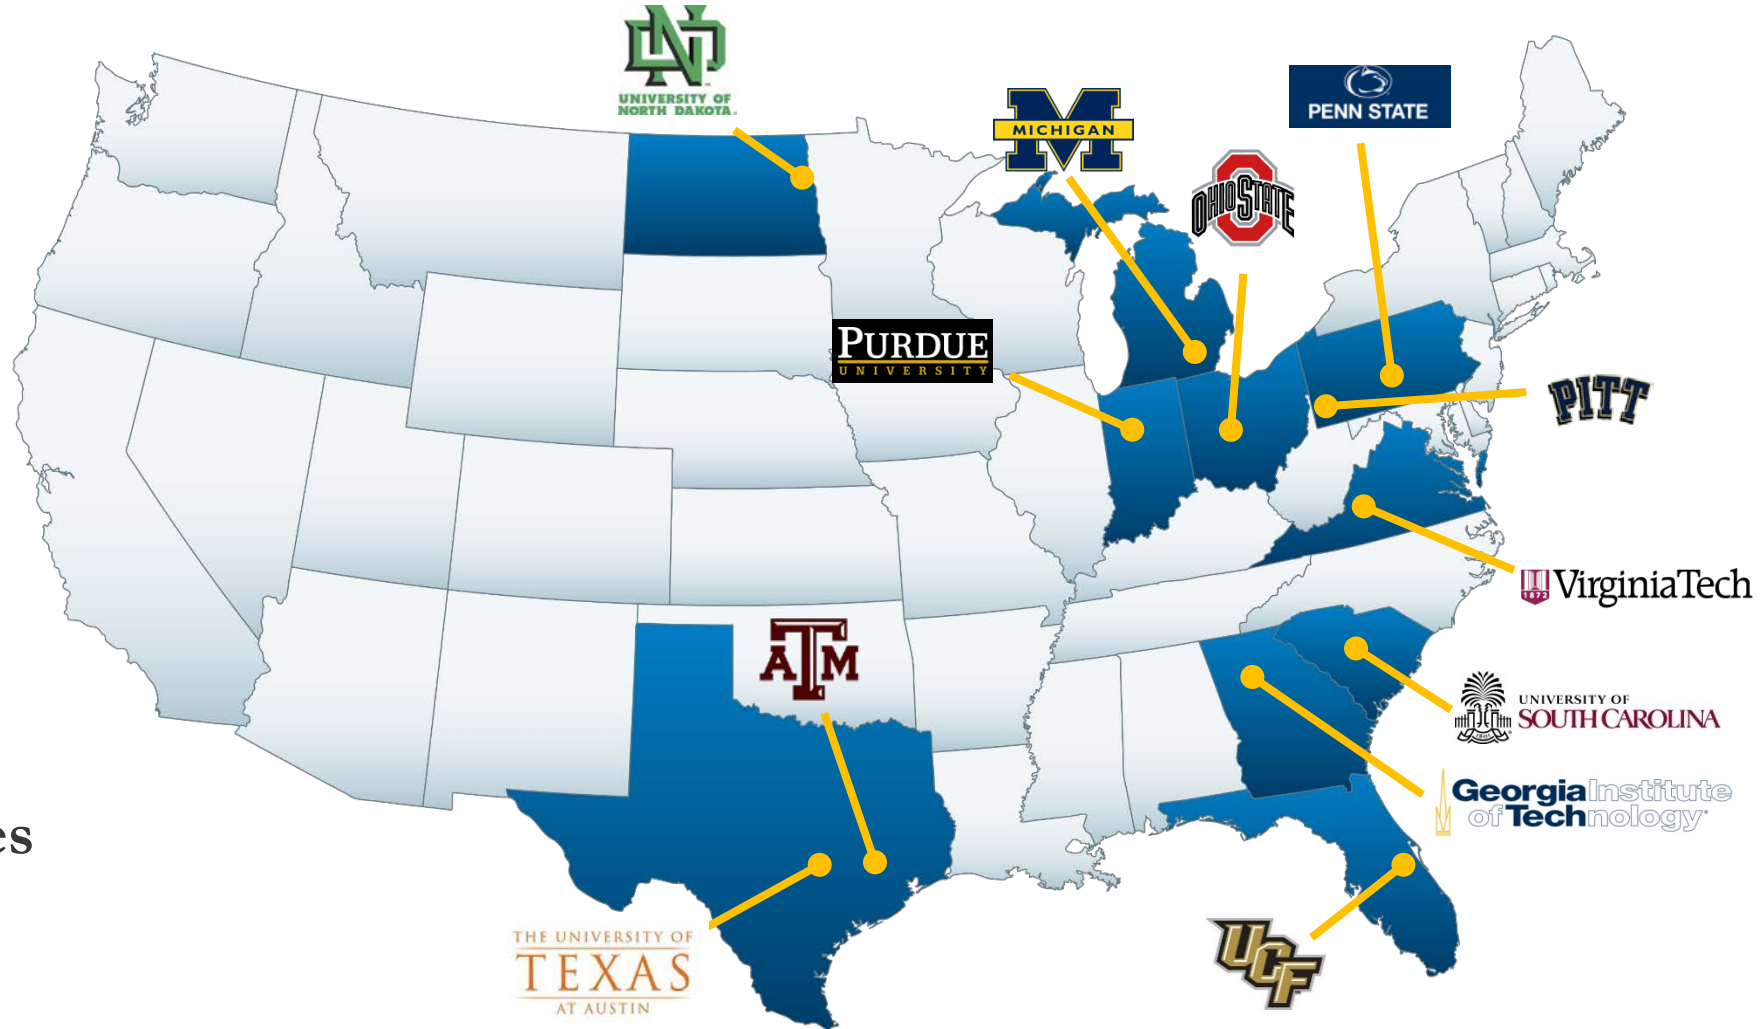 UNIVERSITY OF
NORTH DAKOTA
MICHIGAN
PENN STATE
OHIO STATE
PURDUE
UNIVERSITY
PITT
1872
VirginiaTech
ATM
UNIVERSITY OF
SOUTH CAROLINA
1801
Georgia Institute
of Technology
es
THE UNIVERSITY OF
TEXAS
AT AUSTIN
UCF